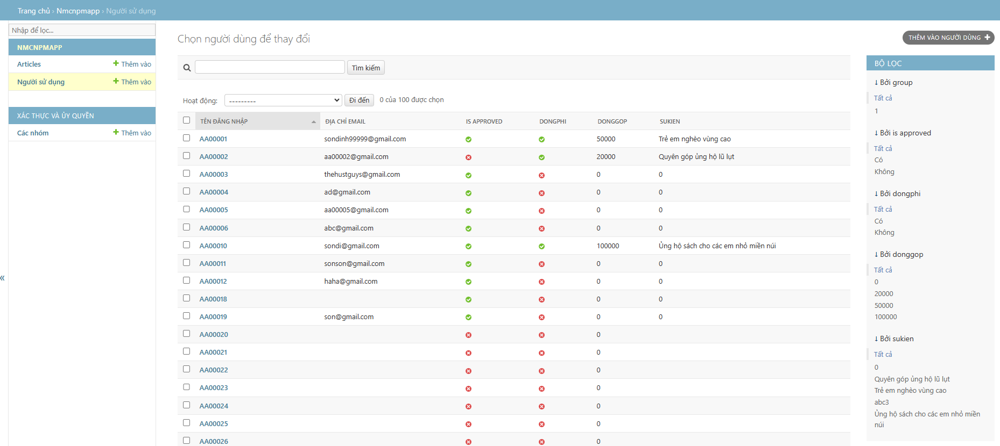 Trang chủ › Nmcnpmapp › Người sử dụng
Nhập để lọc...
NMCNPMAPP
Articles + Thêm vào
Người sử dụng + Thêm vào
XÁC THỰC VÀ ỦY QUYỀN
Các nhóm + Thêm vào
«
Chọn người dùng để thay đổi
THÊM VÀO NGƯỜI DÙNG +
Tìm kiếm
Hoạt động: --------- Đi đến 0 của 100 được chọn
TÊN ĐĂNG NHẬP ĐỊA CHỈ EMAIL IS APPROVED DONGPHI DONGGOP SUKIEN
AA00001 sondinh99999@gmail.com 50000 Trẻ em nghèo vùng cao
AA00002 aa00002@gmail.com 20000 Quyên góp ủng hộ lũ lụt
AA00003 thehustguys@gmail.com 0 0
AA00004 ad@gmail.com 0 0
AA00005 aa00005@gmail.com 0 0
AA00006 abc@gmail.com 0 0
AA00010 sondi@gmail.com 100000 Ủng hộ sách cho các em nhỏ miền núi
AA00011 sonson@gmail.com 0 0
AA00012 haha@gmail.com 0 0
AA00018 0 0
AA00019 son@gmail.com 0 0
AA00020 0
AA00021 0
AA00022 0
AA00023 0
AA00024 0
AA00025 0
AA00026 0
BỘ LỌC
↓ Bởi group
Tất cả
1
↓ Bởi is approved
Tất cả
Có
Không
↓ Bởi dongphi
Tất cả
Có
Không
↓ Bởi donggop
Tất cả
0
20000
50000
100000
↓ Bởi sukien
Tất cả
0
Quyên góp ủng hộ lũ lụt
Trẻ em nghèo vùng cao
abc3
Ủng hộ sách cho các em nhỏ miền
núi